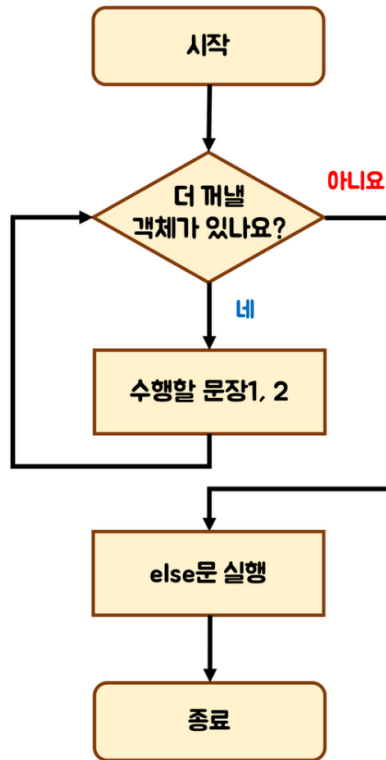 시작
더 꺼낼
객체가 있나요?
아니요
네
수행할 문장1, 2
else문 실행
종료